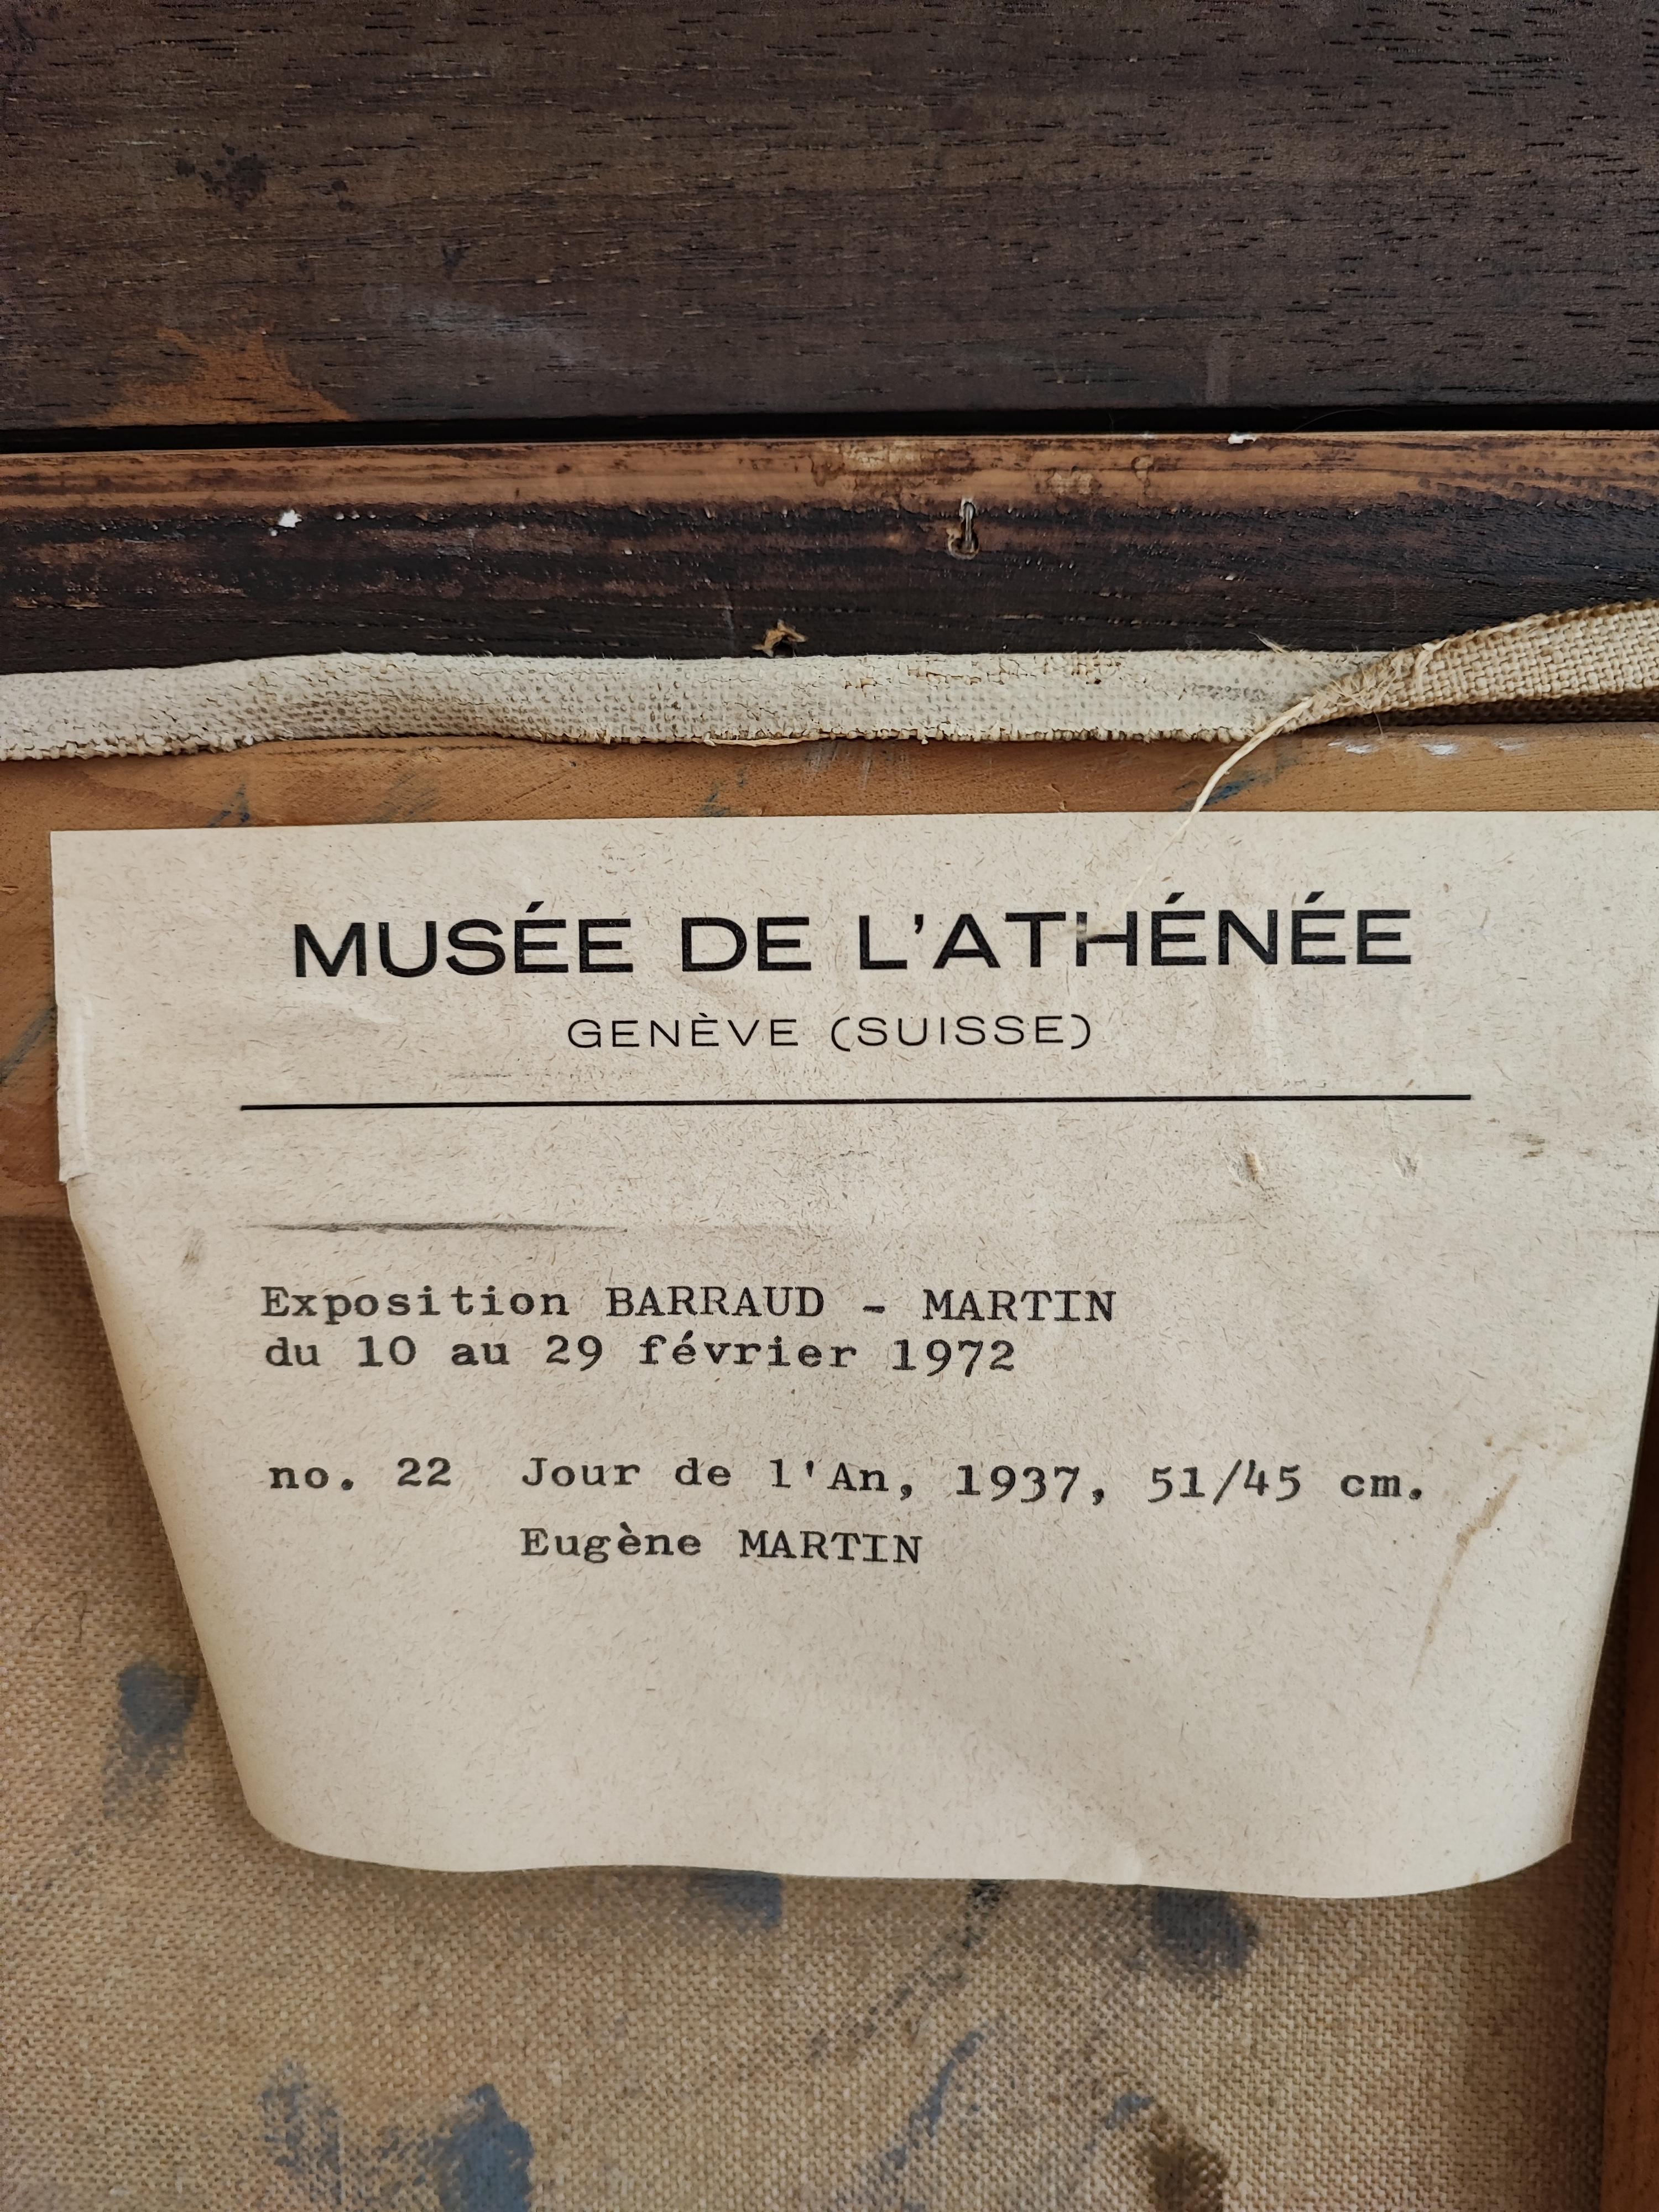 MUSÉE DE L'ATHÉNÉE
GENÈVE (SUISSE)
Exposition BARRAUD - MARTIN
du 10 au 29 février 1972
no. 22 Jour de l'An, 1937, 51/45 cm.
Eugène MARTIN